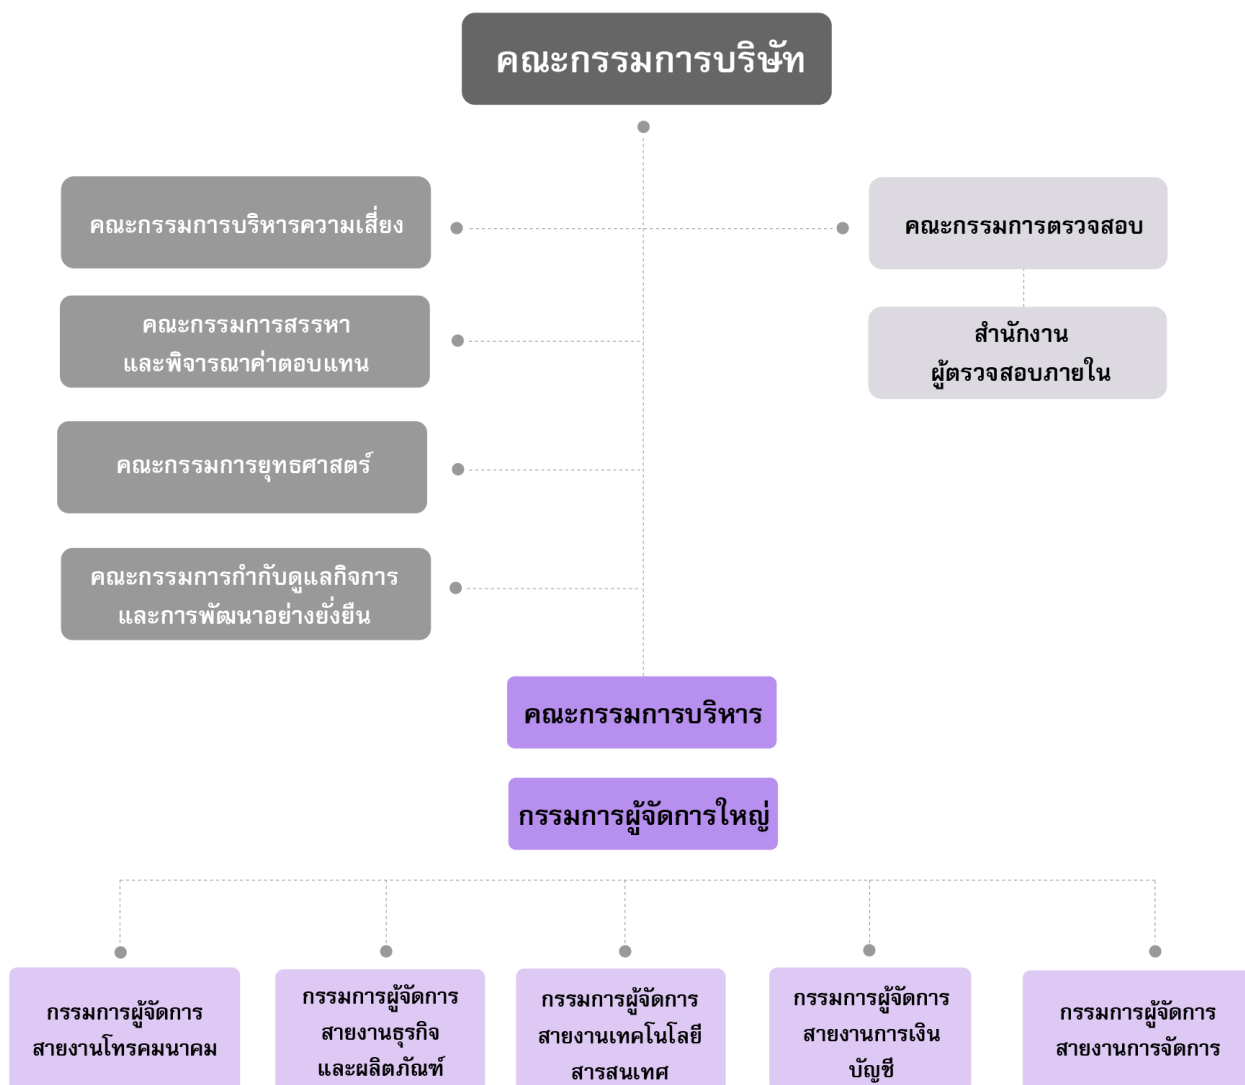 คณะกรรมการบริษัท
คณะกรรมการบริหารความเสี่ยง
คณะกรรมการตรวจสอบ
คณะกรรมการสรรหา
และพิจารณาค่าตอบแทน
สำนักงาน
ผู้ตรวจสอบภายใน
คณะกรรมการยุทธศาสตร์
คณะกรรมการกำกับดูแลกิจการ
และการพัฒนาอย่างยั่งยืน
คณะกรรมการบริหาร
กรรมการผู้จัดการใหญ่
กรรมการผู้จัดการ
สายงานโทรคมนาคม
กรรมการผู้จัดการ
สายงานธุรกิจ
และผลิตภัณฑ์
กรรมการผู้จัดการ
สายงานเทคโนโลยี
สารสนเทศ
กรรมการผู้จัดการ
สายงานการเงิน
บัญชี
กรรมการผู้จัดการ
สายงานการจัดการ